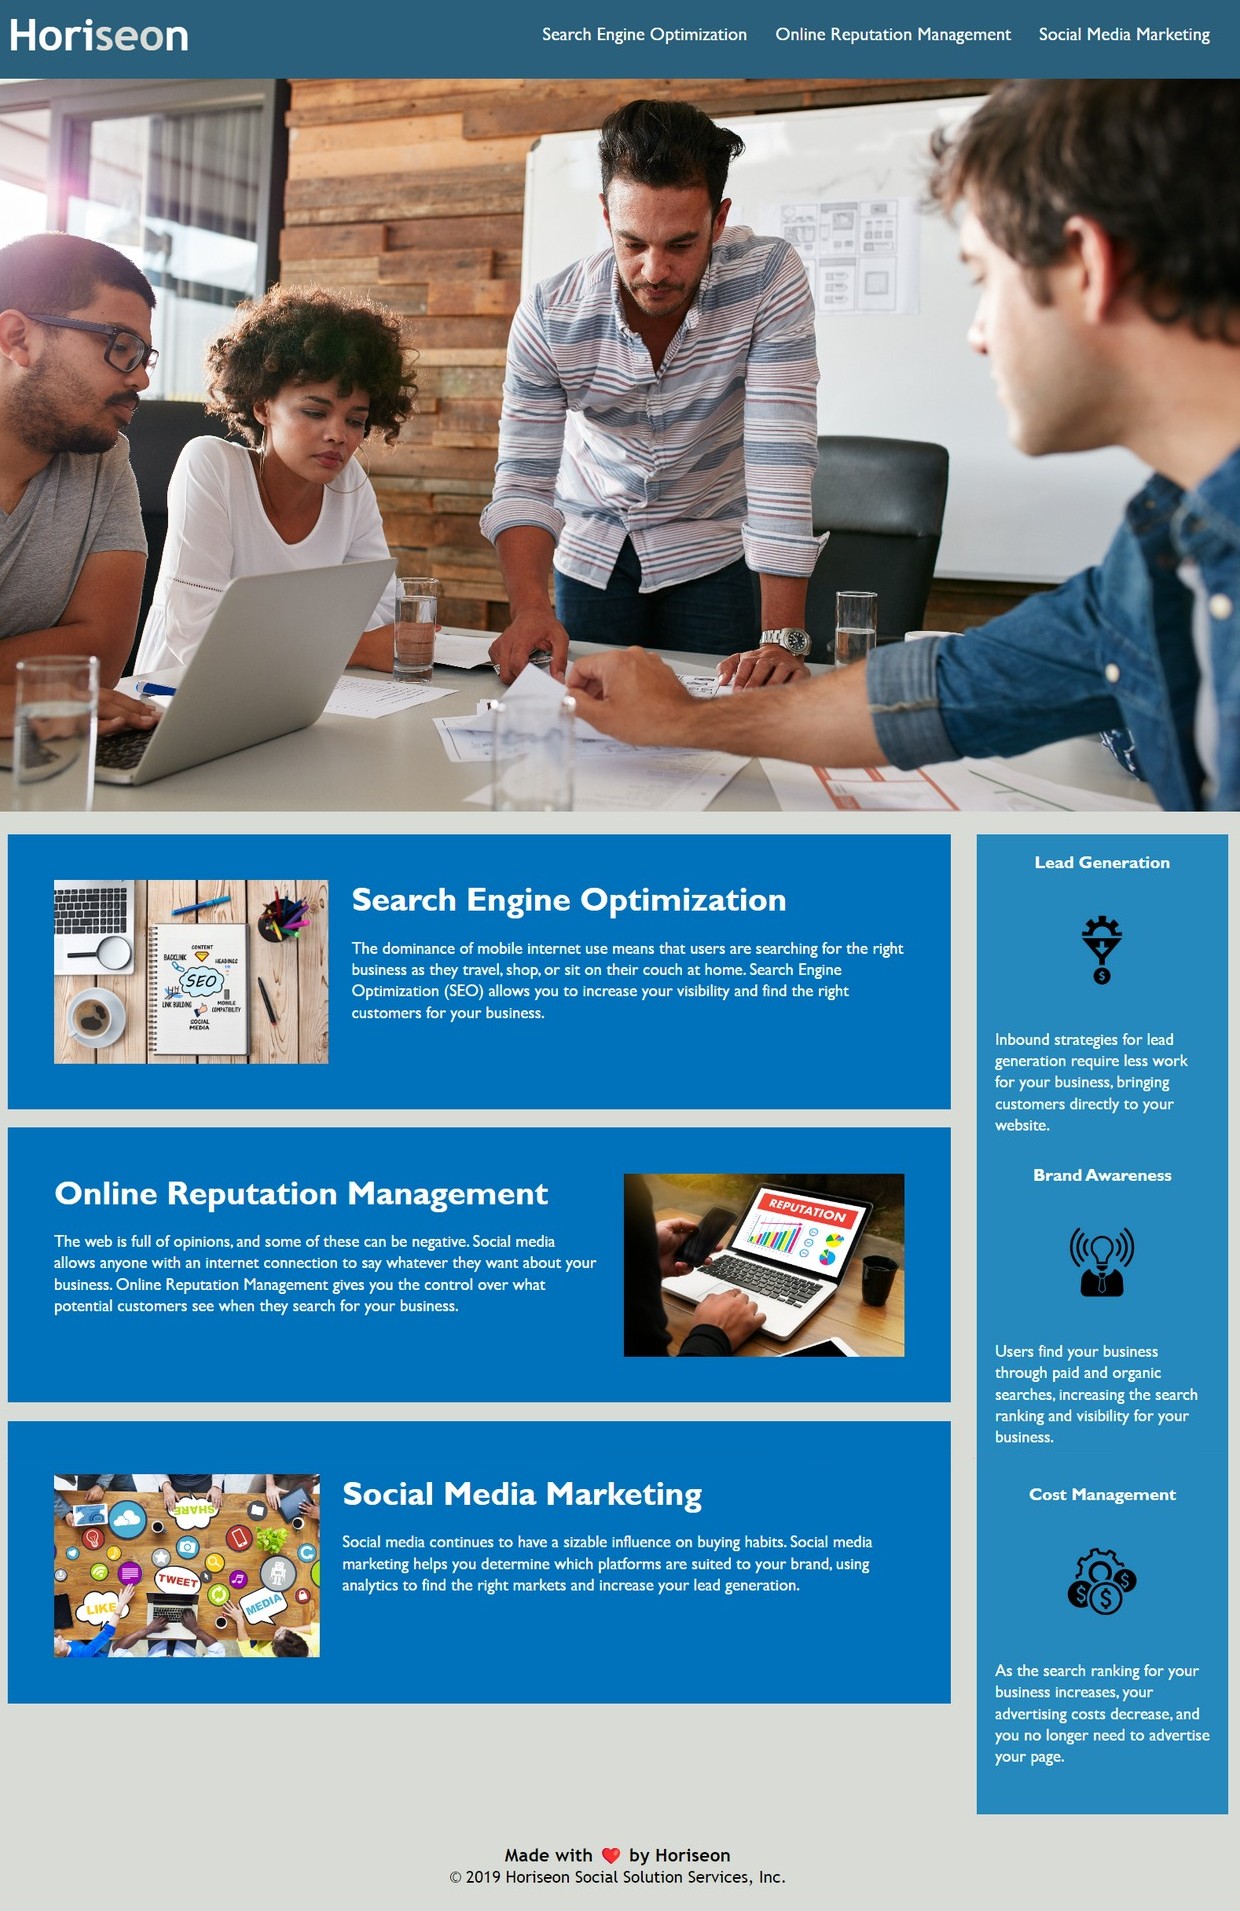 Horiseon
Search Engine Optimization
Online Reputation Management
Social Media Marketing
Search Engine Optimization
The dominance of mobile internet use means that users are searching for the right
business as they travel, shop, or sit on their couch at home. Search Engine
Optimization (SEO) allows you to increase your visibility and find the right
customers for your business.
CONTENT
BACKLINK
HEADINGS
SEO
LINK BUILDING
MOBILE
COMPATIBILITY
SOCIAL
MEDIA
Online Reputation Management
The web is full of opinions, and some of these can be negative. Social media
allows anyone with an internet connection to say whatever they want about your
business. Online Reputation Management gives you the control over what
potential customers see when they search for your business.
REPUTATION
Social Media Marketing
Social media continues to have a sizable influence on buying habits. Social media
marketing helps you determine which platforms are suited to your brand, using
analytics to find the right markets and increase your lead generation.
SHARE
TWEET
LIKE
MEDIA
Lead Generation
$
Inbound strategies for lead
generation require less work
for your business, bringing
customers directly to your
website.
Brand Awareness
Users find your business
through paid and organic
searches, increasing the search
ranking and visibility for your
business.
Cost Management
$ $ $
As the search ranking for your
business increases, your
advertising costs decrease, and
you no longer need to advertise
your page.
Made with ❤️ by Horiseon
© 2019 Horiseon Social Solution Services, Inc.